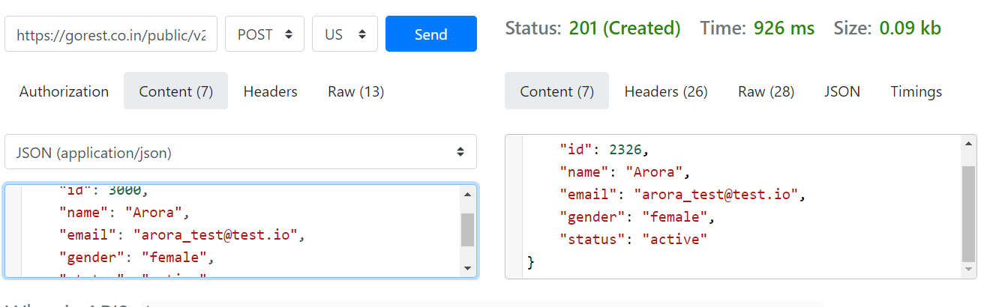 https://gorest.co.in/public/v2 POST US Send
Status: 201 (Created) Time: 926 ms Size: 0.09 kb
Authorization Content (7) Headers Raw (13)
Content (7) Headers (26) Raw (28) JSON Timings
JSON (application/json)
"id": 3000,
"name": "Arora",
"email": "arora_test@test.io",
"gender": "female",
"id": 2326,
"name": "Arora",
"email": "arora_test@test.io",
"gender": "female",
"status": "active"
}